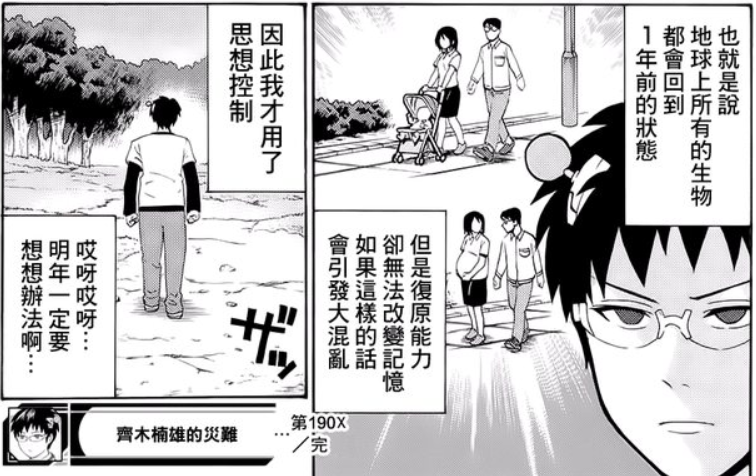 也就是說
地球上所有的生物
都會回到
1年前的狀態
但是復原能力
卻無法改變記憶
如果這樣的話
會引發大混亂
因此我才用了
思想控制
哎呀哎呀…
明年一定要
想想辦法啊…
ザッ
齊木楠雄的災難
…
第190X
／完